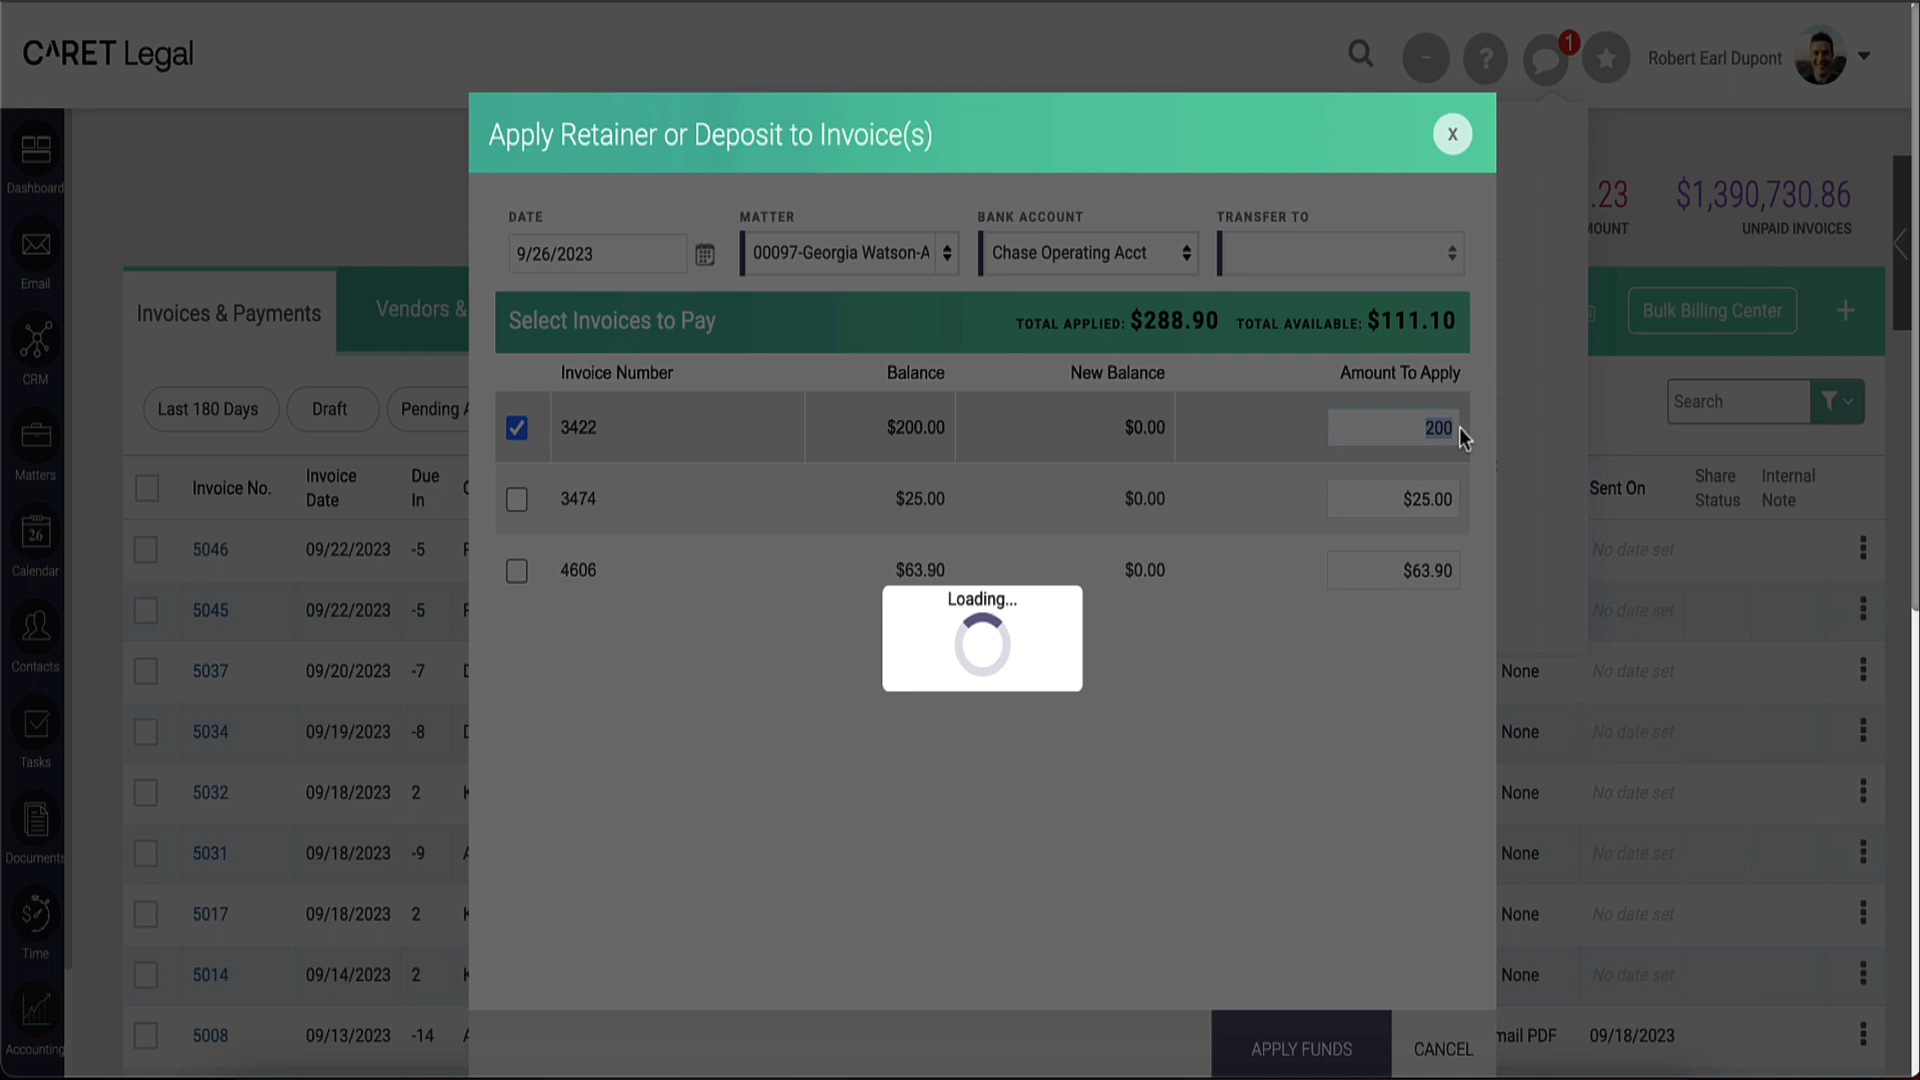 CARET Legal
-
?
1
Robert Earl Dupont
Apply Retainer or Deposit to Invoice(s)
X
DATE
MATTER
BANK ACCOUNT
TRANSFER TO
9/26/2023
00097-Georgia Watson-A
Chase Operating Acct
Select Invoices to Pay
TOTAL APPLIED: $288.90
TOTAL AVAILABLE: $111.10
Invoice Number
Balance
New Balance
Amount To Apply
3422
$200.00
$0.00
200
3474
$25.00
$0.00
$25.00
4606
$63.90
$0.00
$63.90
Loading...
APPLY FUNDS
CANCEL
Dashboard
Email
CRM
Matters
26
Calendar
Contacts
Tasks
Documents
Time
Accounting
.23
$1,390,730.86
UNPAID INVOICES
Invoices & Payments
Vendors &
Bulk Billing Center
+
Last 180 Days
Draft
Pending A
Search
Invoice No.
Invoice Date
Due In
Sent On
Share Status
Internal Note
5046 09/22/2023 -5 No date set
5045 09/22/2023 -5 No date set
5037 09/20/2023 -7 None No date set
5034 09/19/2023 -8 None No date set
5032 09/18/2023 2 None No date set
5031 09/18/2023 -9 None No date set
5017 09/18/2023 2 None No date set
5014 09/14/2023 2 None No date set
5008 09/13/2023 -14 mail PDF 09/18/2023